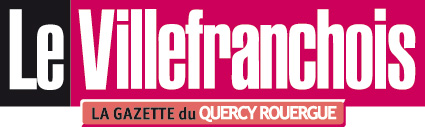 Le Villefranchois
LA GAZETTE du QUERCY ROUERGUE